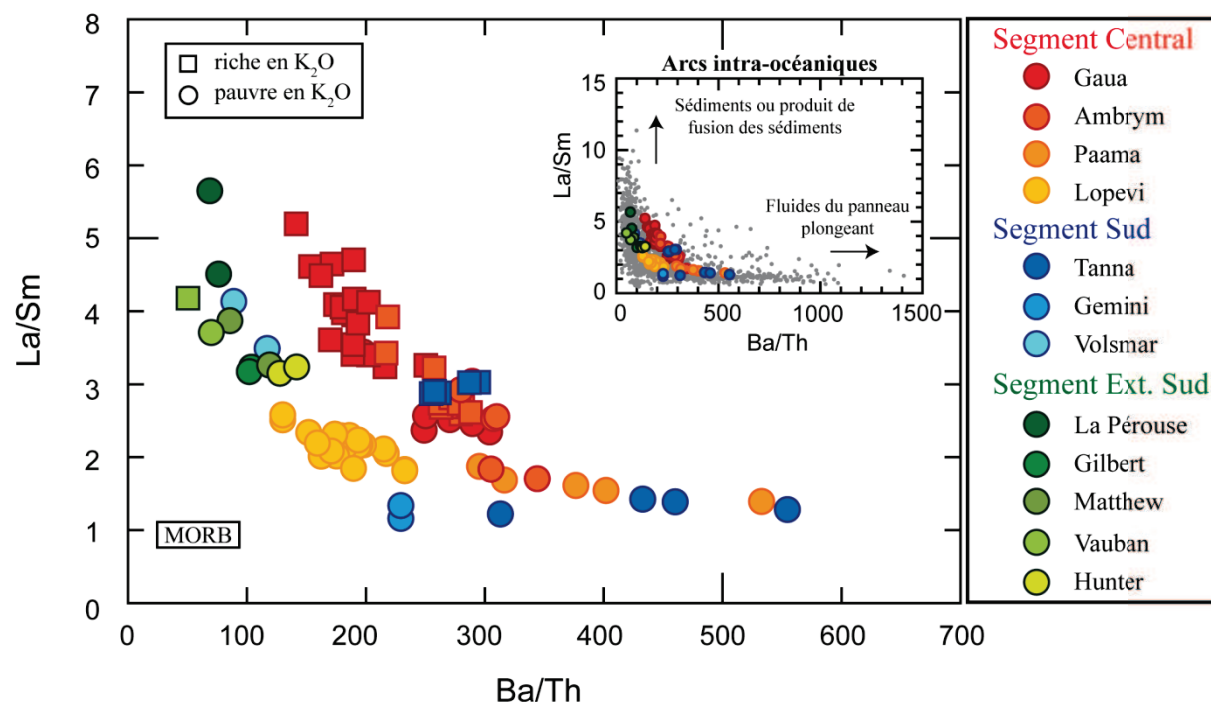 8
7
6
5
4
3
2
1
0
La/Sm
riche en K₂O
pauvre en K₂O
MORB
0
100
200
300
400
500
600
700
Ba/Th
Arcs intra-océaniques
15
10
5
0
La/Sm
Sédiments ou produit de
fusion des sédiments
Fluides du panneau
plongeant
0
500
1000
1500
Ba/Th
Segment Central
Gaua
Ambrym
Paama
Lopevi
Segment Sud
Tanna
Gemini
Volsmar
Segment Ext. Sud
La Pérouse
Gilbert
Matthew
Vauban
Hunter